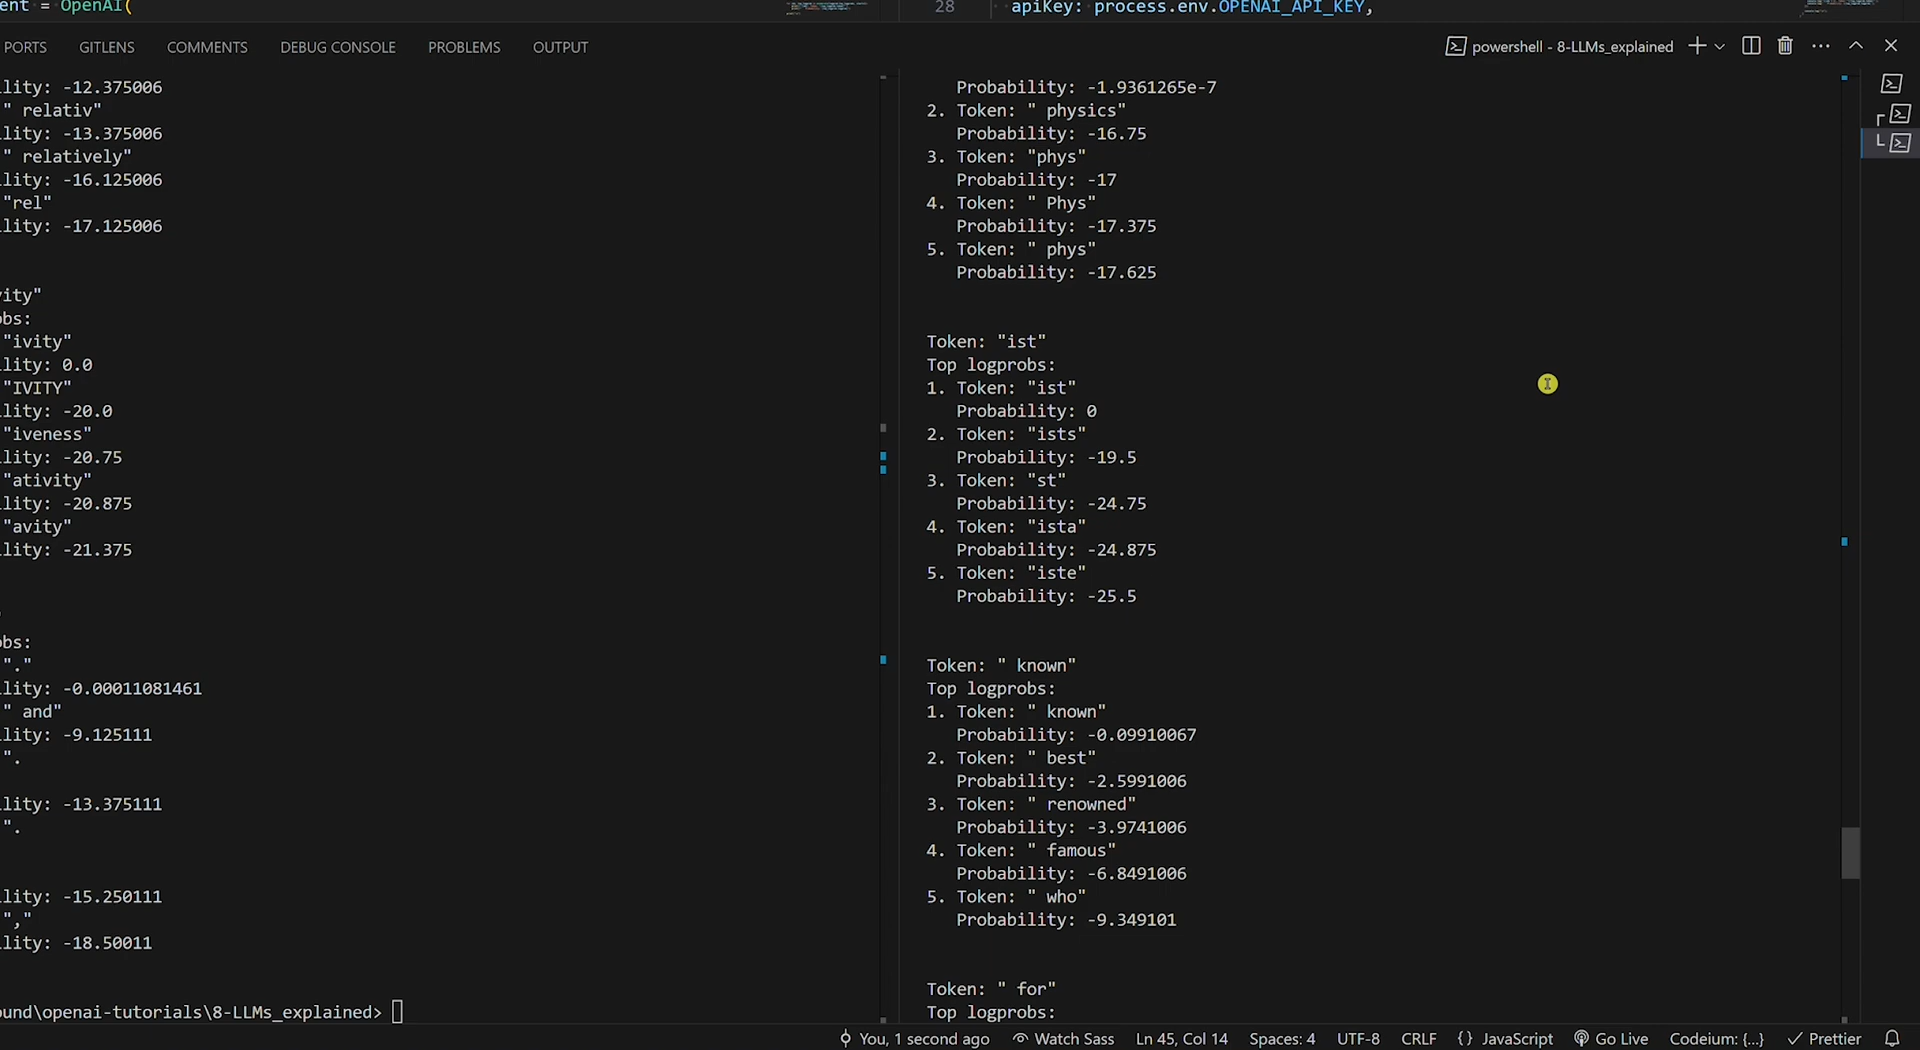 ent = OpenAI(
28 apiKey: process.env.OPENAI_API_KEY,
PORTS GITLENS COMMENTS DEBUG CONSOLE PROBLEMS OUTPUT
powershell - 8-LLMs_explained
lity: -12.375006
" relativ"
lity: -13.375006
" relatively"
lity: -16.125006
"rel"
lity: -17.125006
vity"
obs:
"ivity"
lity: 0.0
"IVITY"
lity: -20.0
"iveness"
lity: -20.75
"ativity"
lity: -20.875
"avity"
lity: -21.375
obs:
"."
lity: -0.00011081461
" and"
lity: -9.125111
".
lity: -13.375111
".
lity: -15.250111
","
lity: -18.50011
ound\openai-tutorials\8-LLMs_explained>
Probability: -1.9361265e-7
2. Token: " physics"
Probability: -16.75
3. Token: "phys"
Probability: -17
4. Token: " Phys"
Probability: -17.375
5. Token: " phys"
Probability: -17.625
Token: "ist"
Top logprobs:
1. Token: "ist"
Probability: 0
2. Token: "ists"
Probability: -19.5
3. Token: "st"
Probability: -24.75
4. Token: "ista"
Probability: -24.875
5. Token: "iste"
Probability: -25.5
Token: " known"
Top logprobs:
1. Token: " known"
Probability: -0.09910067
2. Token: " best"
Probability: -2.5991006
3. Token: " renowned"
Probability: -3.9741006
4. Token: " famous"
Probability: -6.8491006
5. Token: " who"
Probability: -9.349101
Token: " for"
Top logprobs:
You, 1 second ago Watch Sass Ln 45, Col 14 Spaces: 4 UTF-8 CRLF {} JavaScript Go Live Codeium: {...} Prettier